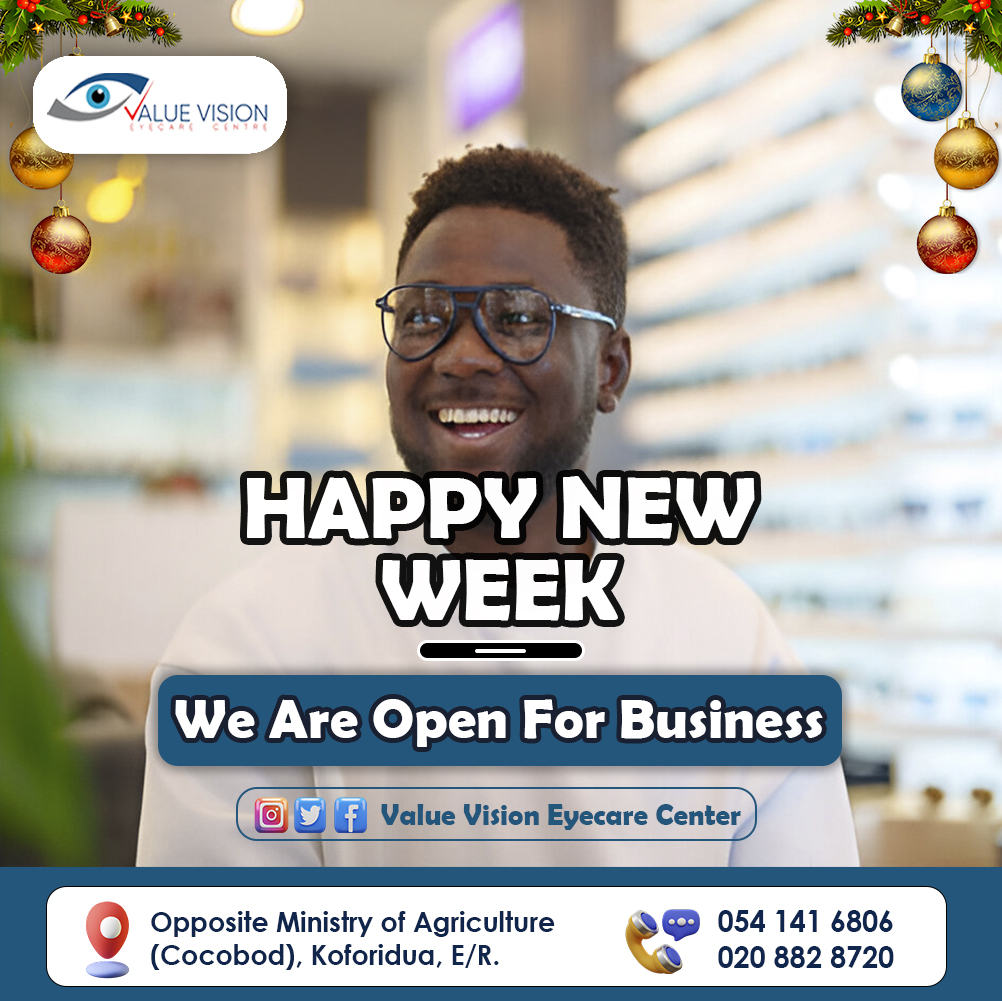 VALUE VISION
EYECARE CENTRE
HAPPY NEW
WEEK
We Are Open For Business
Value Vision Eyecare Center
Opposite Ministry of Agriculture
(Cocobod), Koforidua, E/R.
054 141 6806
020 882 8720